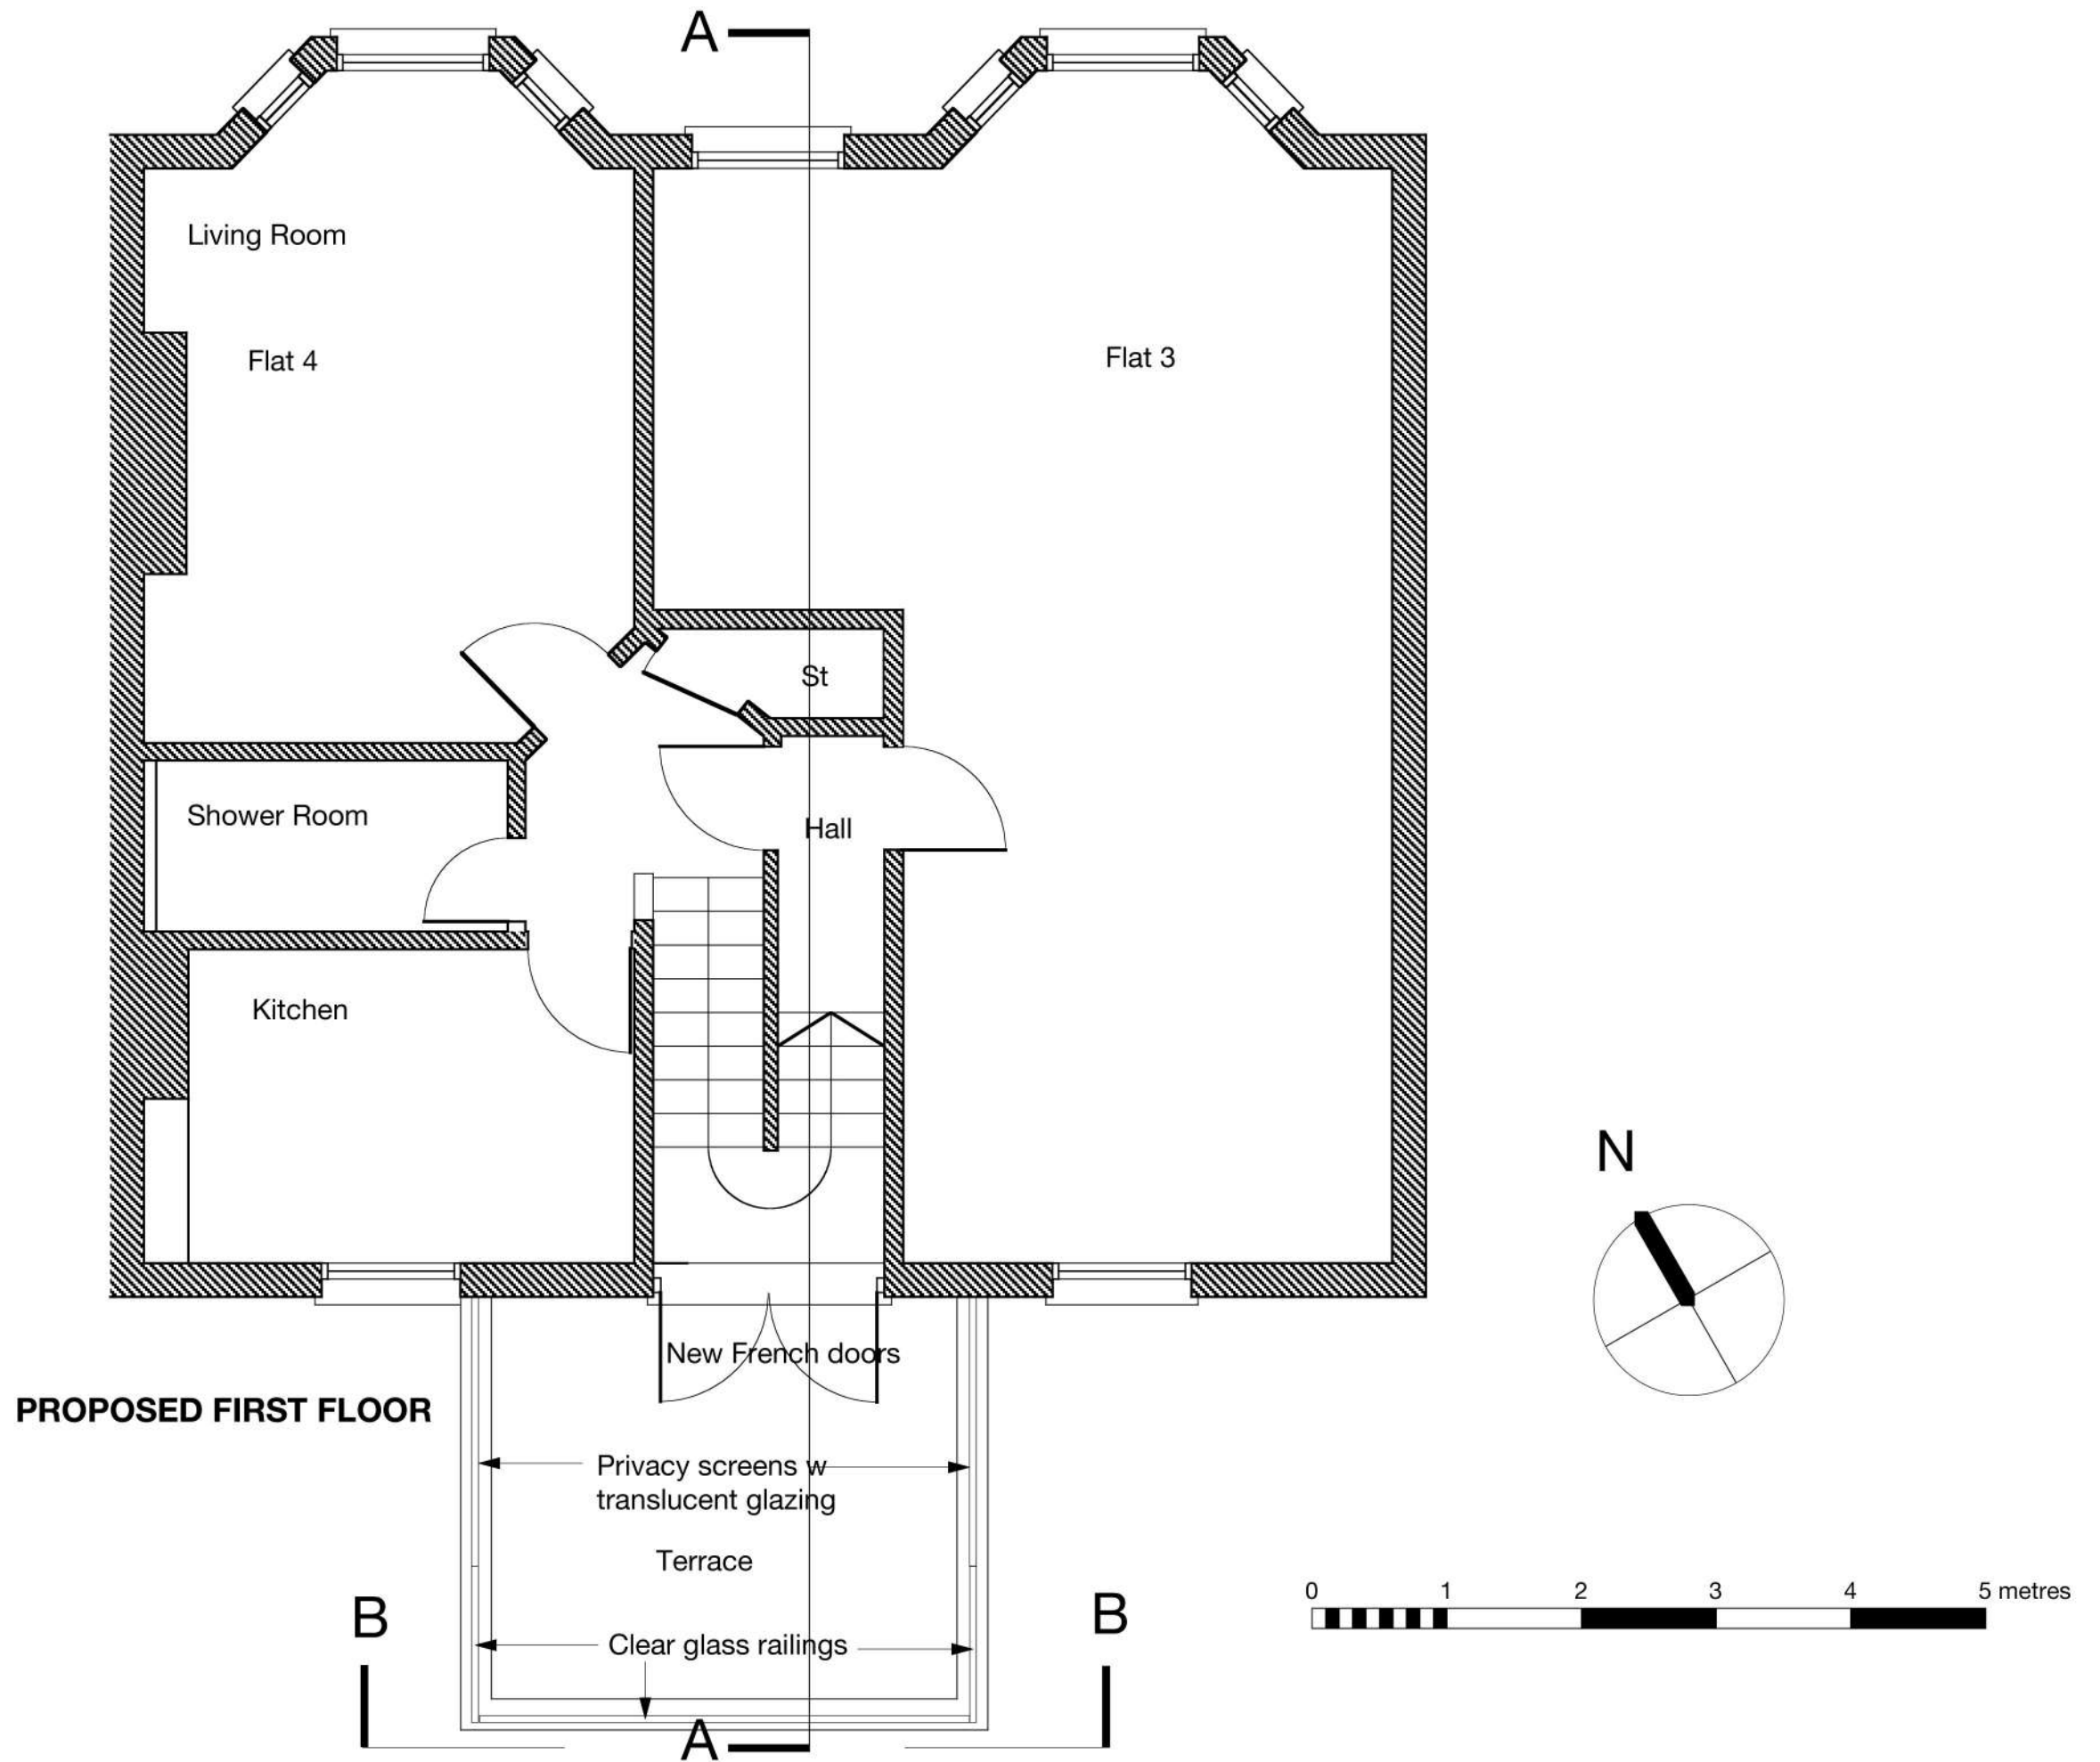 A
Living Room
Flat 4
Flat 3
St
Shower Room
Hall
Kitchen
N
New French doors
PROPOSED FIRST FLOOR
Privacy screens w
translucent glazing
Terrace
0 1 2 3 4 5 metres
B
B
Clear glass railings
A